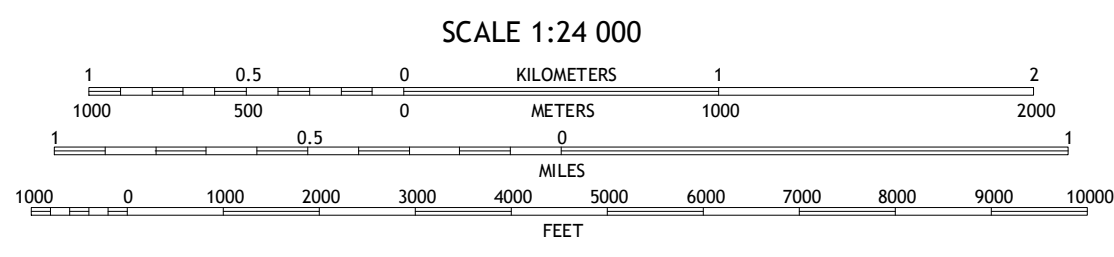 SCALE 1:24 000
1 0.5 0 KILOMETERS 1 2
1000 500 0 METERS 1000 2000
1 0.5 0 1
MILES
1000 0 1000 2000 3000 4000 5000 6000 7000 8000 9000 10000
FEET